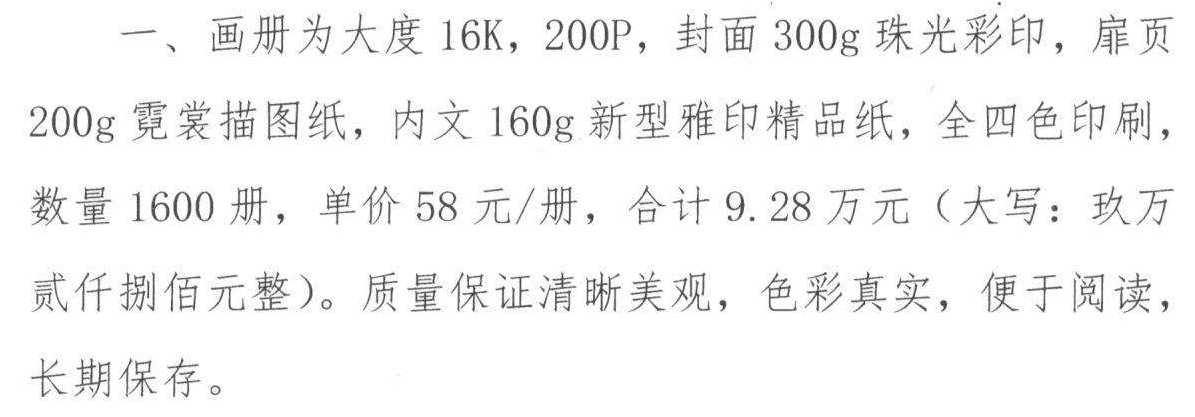 一、画册为大度 16K，200P，封面 300g 珠光彩印，扉页
200g 霓裳描图纸，内文 160g 新型雅印精品纸，全四色印刷，
数量 1600 册，单价 58 元/册，合计 9.28 万元（大写：玖万
贰仟捌佰元整）。质量保证清晰美观，色彩真实，便于阅读，
长期保存。